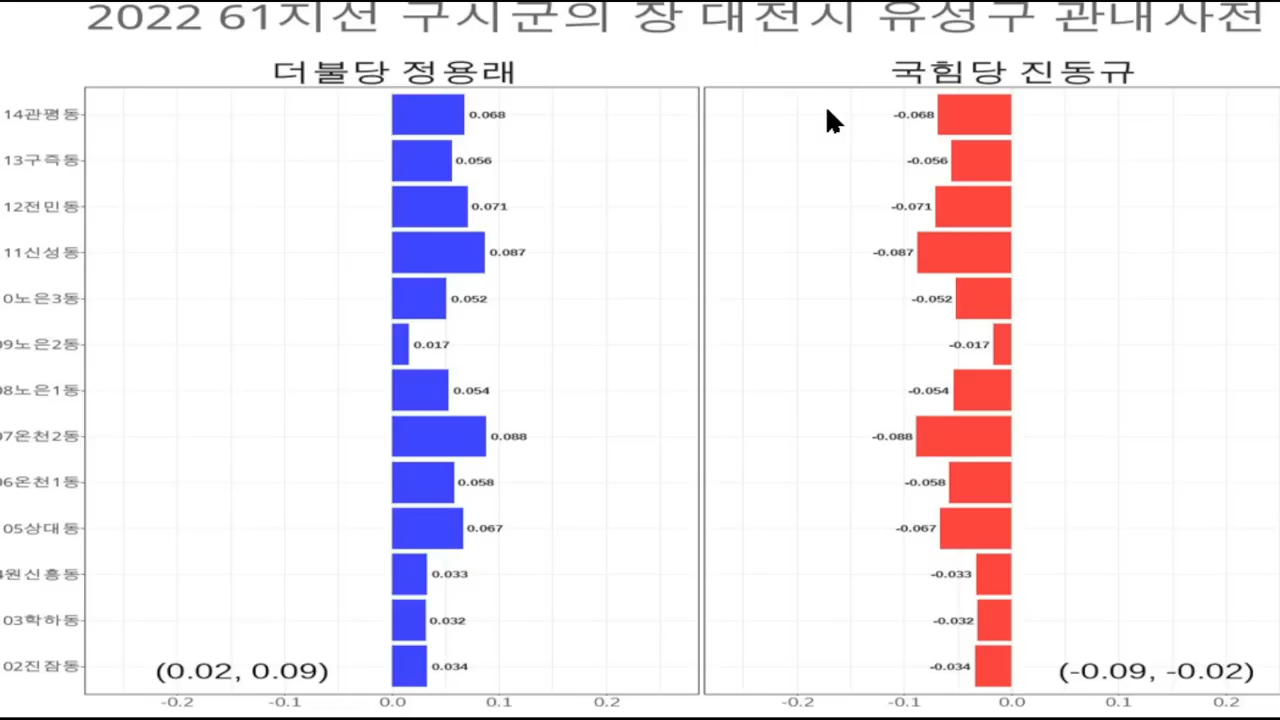 2022 61지선 구시군의 장 대전시 유성구 관내사전
더불당 정용래
국힘당 진동규
14관평동
0.068
-0.068
13구즉동
0.056
-0.056
12전민동
0.071
-0.071
11신성동
0.087
-0.087
0노은3동
0.052
-0.052
09노은2동
0.017
-0.017
08노은1동
0.054
-0.054
07온천2동
0.088
-0.088
06온천1동
0.058
-0.058
05상대동
0.067
-0.067
4원신흥동
0.033
-0.033
03학하동
0.032
-0.032
02진잠동
0.034
-0.034
(0.02, 0.09)
(-0.09, -0.02)
-0.2 -0.1 0.0 0.1 0.2
-0.2 -0.1 0.0 0.1 0.2